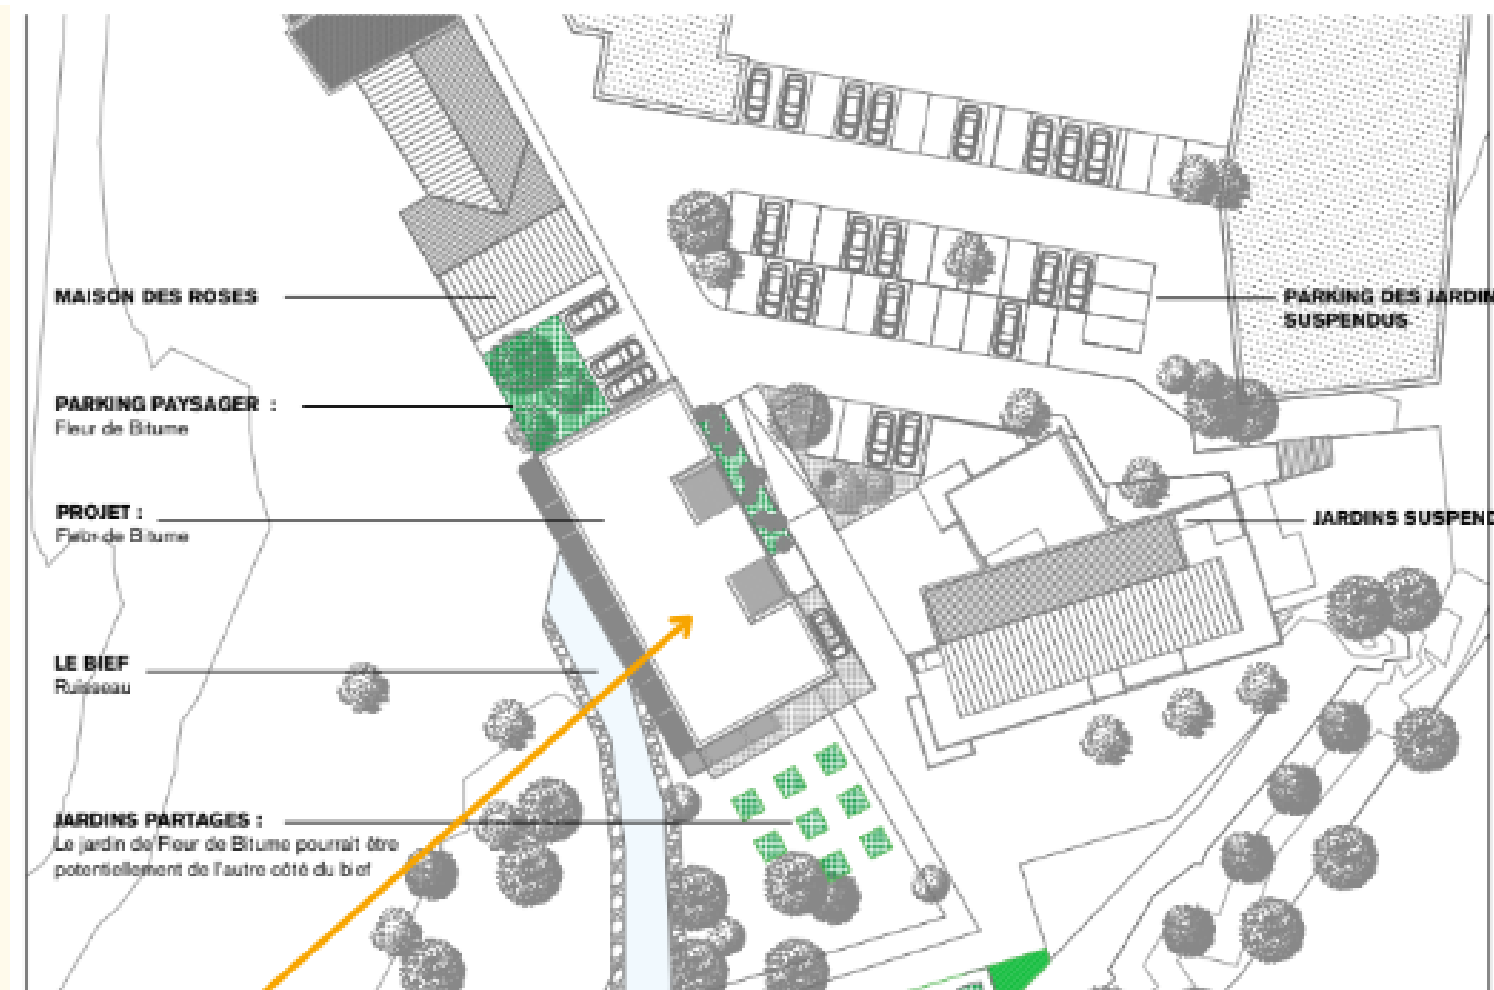 MAISON DES ROSES
PARKING DES JARDIN
SUSPENDUS
PARKING PAYSAGER :
Fleur de Bitume
PROJET :
Fleur de Bitume
JARDINS SUSPEND
LE BIEF
Ruisseau
JARDINS PARTAGES :
Le jardin de Fleur de Bitume pourrait être
potentiellement de l'autre côté du bief